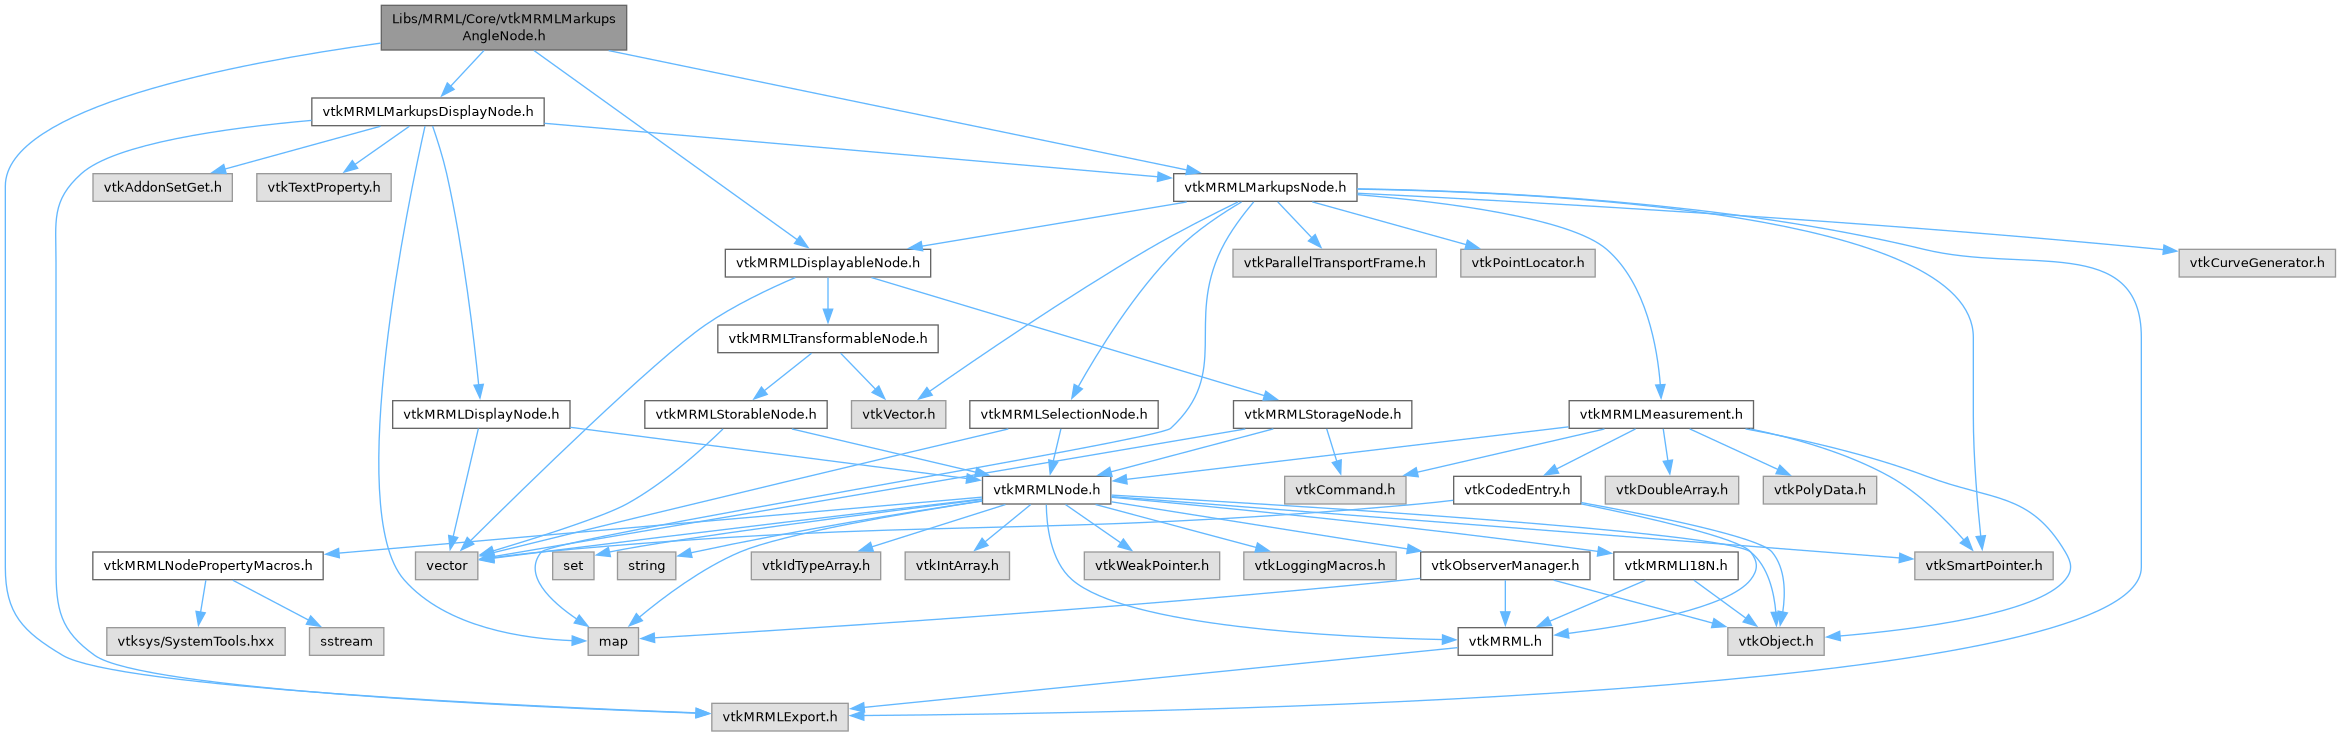 Libs/MRML/Core/vtkMRMLMarkups
AngleNode.h
vtkMRMLMarkupsDisplayNode.h
vtkAddonSetGet.h
vtkTextProperty.h
vtkMRMLMarkupsNode.h
vtkMRMLDisplayableNode.h
vtkParallelTransportFrame.h
vtkPointLocator.h
vtkCurveGenerator.h
vtkMRMLTransformableNode.h
vtkMRMLDisplayNode.h
vtkMRMLStorableNode.h
vtkVector.h
vtkMRMLSelectionNode.h
vtkMRMLStorageNode.h
vtkMRMLMeasurement.h
vtkMRMLNode.h
vtkCommand.h
vtkCodedEntry.h
vtkDoubleArray.h
vtkPolyData.h
vtkMRMLNodePropertyMacros.h
vector
set
string
vtkIdTypeArray.h
vtkIntArray.h
vtkWeakPointer.h
vtkLoggingMacros.h
vtkObserverManager.h
vtkMRMLI18N.h
vtkSmartPointer.h
vtksys/SystemTools.hxx
sstream
map
vtkMRML.h
vtkObject.h
vtkMRMLExport.h